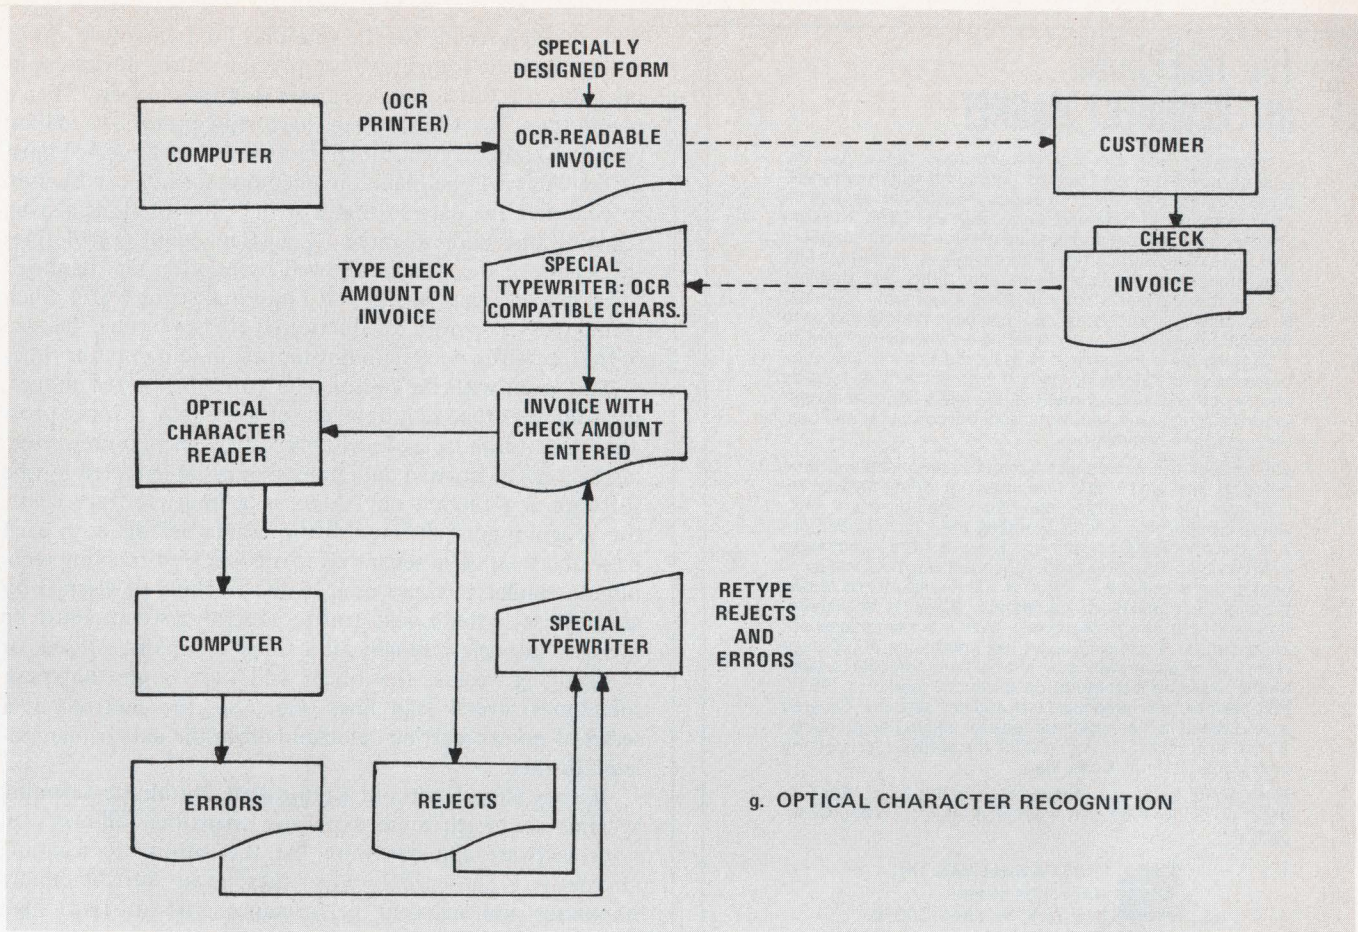 SPECIALLY
DESIGNED FORM
(OCR
PRINTER)
COMPUTER
OCR-READABLE
INVOICE
CUSTOMER
CHECK
INVOICE
TYPE CHECK
AMOUNT ON
INVOICE
SPECIAL
TYPEWRITER: OCR
COMPATIBLE CHARS.
OPTICAL
CHARACTER
READER
INVOICE WITH
CHECK AMOUNT
ENTERED
COMPUTER
SPECIAL
TYPEWRITER
RETYPE
REJECTS
AND
ERRORS
ERRORS
REJECTS
g. OPTICAL CHARACTER RECOGNITION